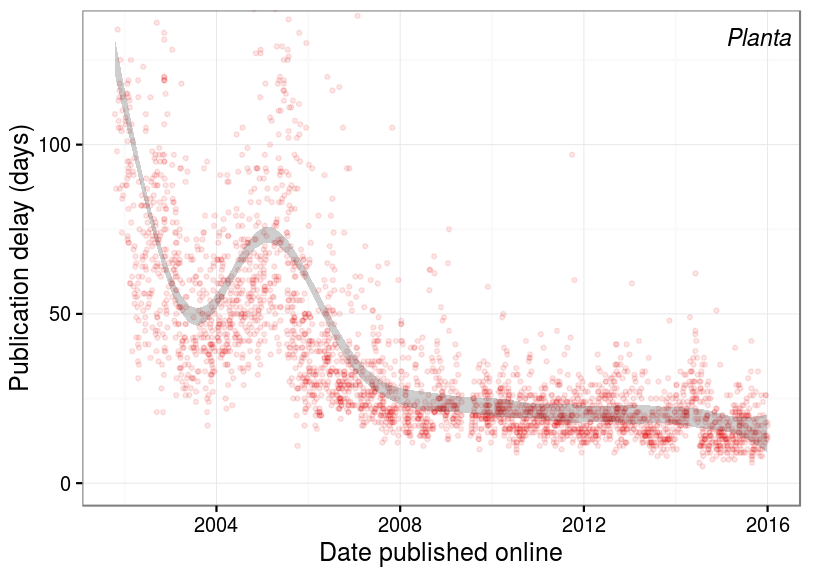 Planta
Publication delay (days)
100
50
0
2004 2008 2012 2016
Date published online